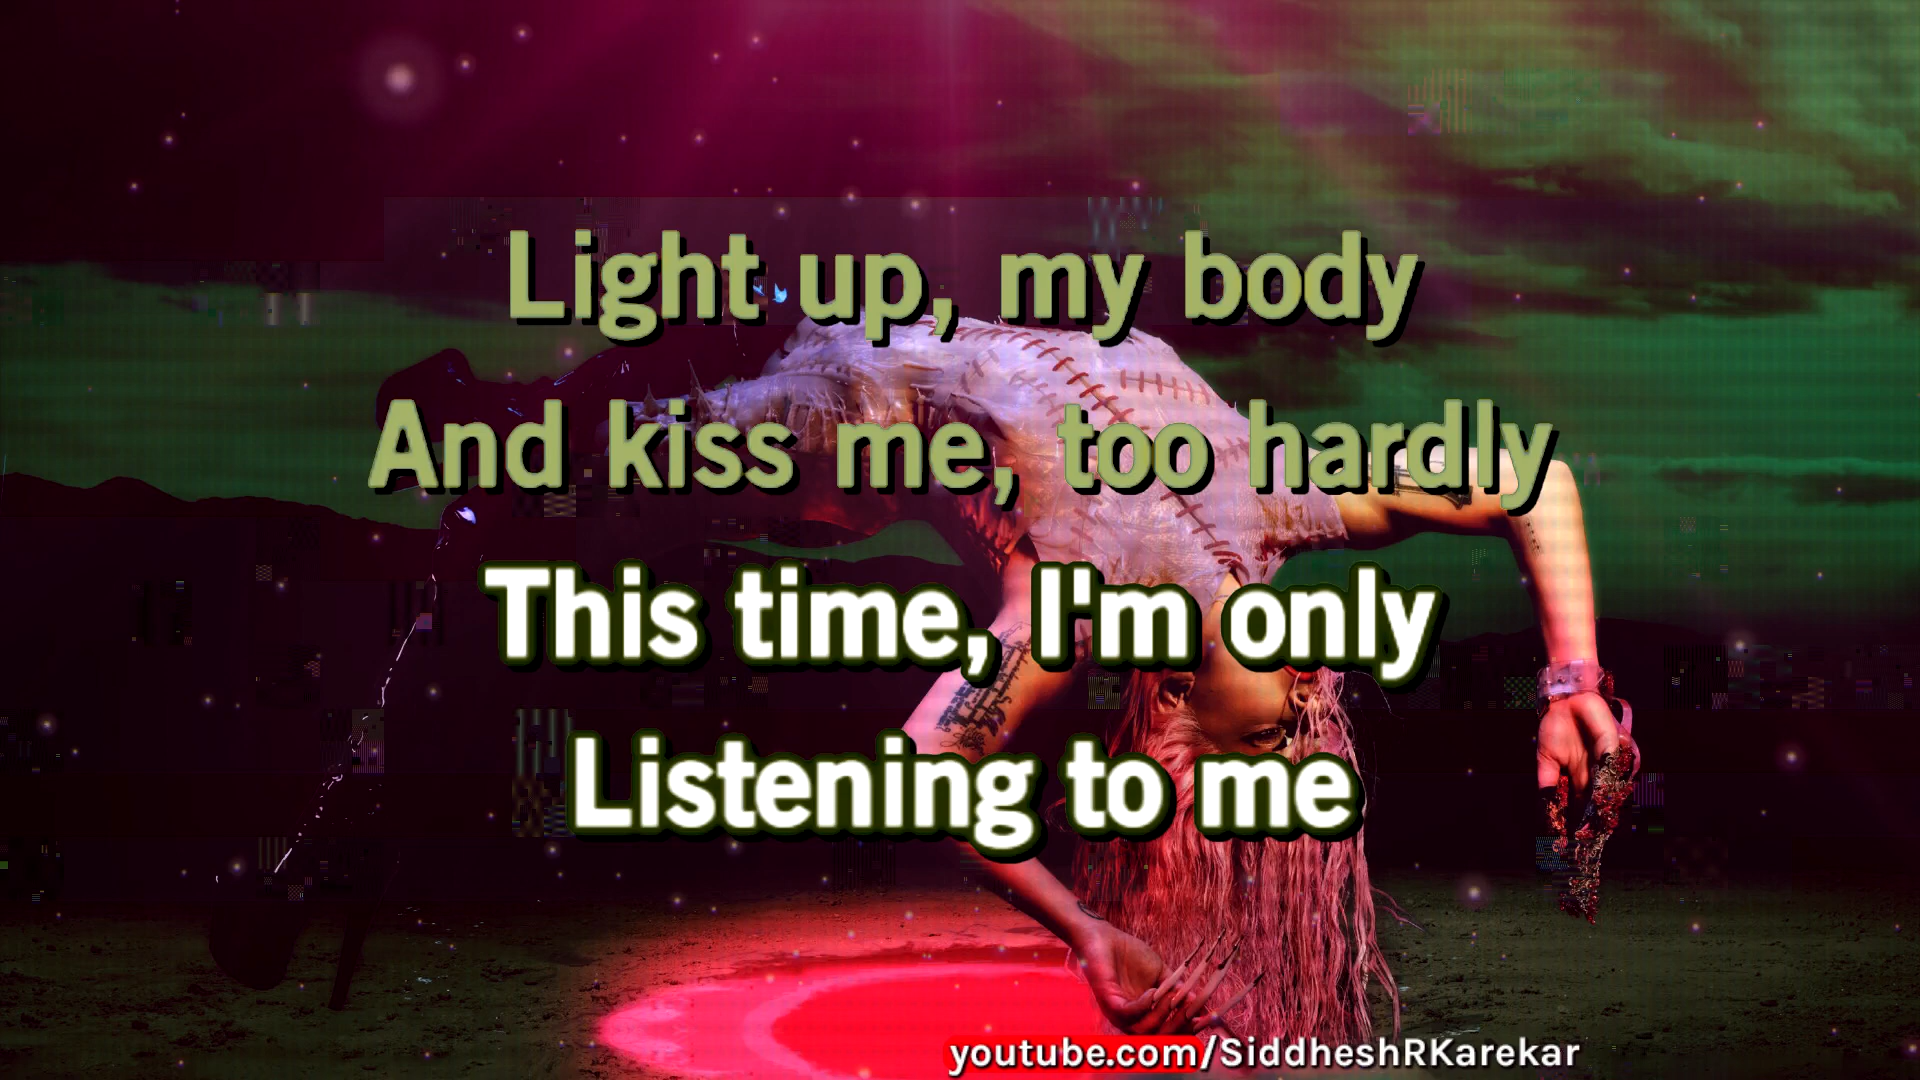 Light up, my body
And kiss me, too hardly
This time, I'm only
Listening to me
youtube.com/SiddheshRKarekar